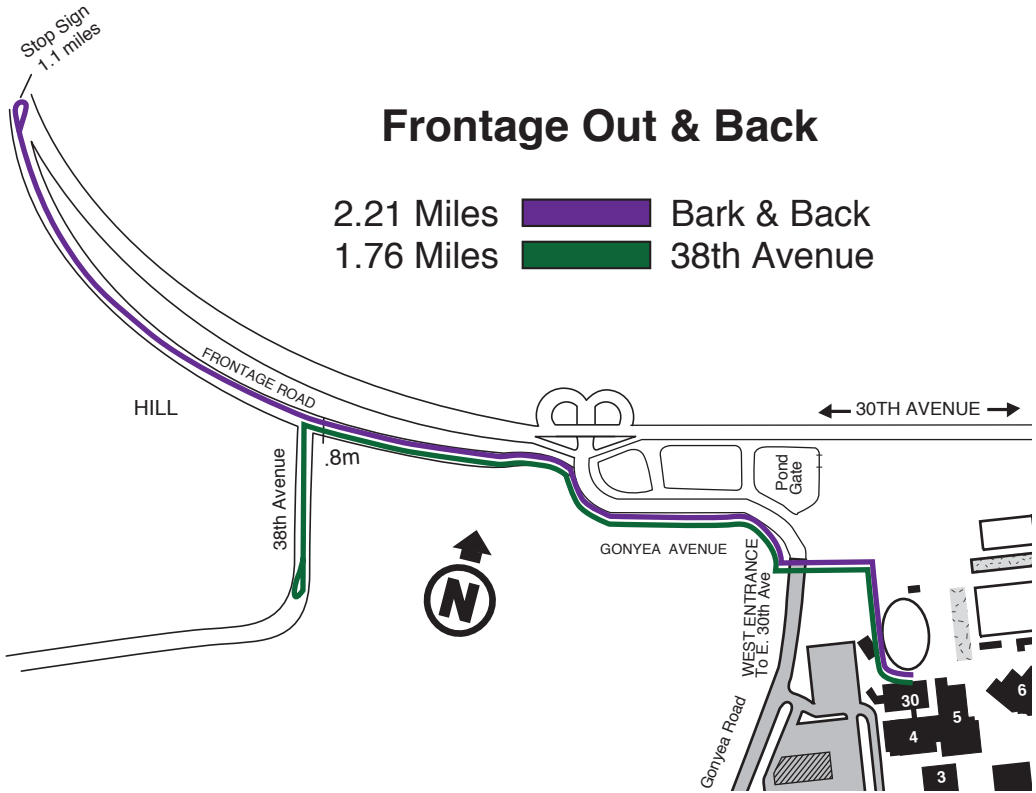 Stop Sign
1.1 miles
Frontage Out & Back
2.21 Miles Bark & Back
1.76 Miles 38th Avenue
FRONTAGE ROAD
HILL
30TH AVENUE
.8m
38th Avenue
Pond
Gate
GONYEA AVENUE
WEST ENTRANCE
To E. 30th Ave
N
Gonyea Road
30
6
5
4
3